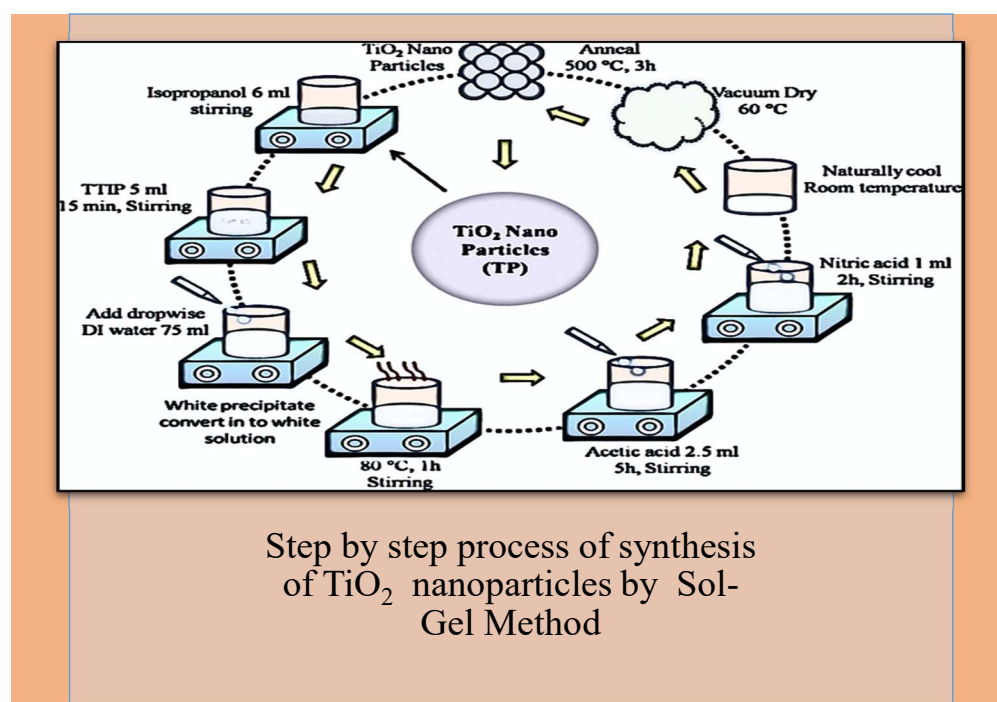 TiO₂ Nano
Particles
Anneal
500 °C, 3h
Isopropanol 6 ml
stirring
Vacuum Dry
60 °C
TTIP 5 ml
15 min, Stirring
Naturally cool
Room temperature
TiO₂ Nano
Particles
(TP)
Nitric acid 1 ml
2h, Stirring
Add dropwise
DI water 75 ml
White precipitate
convert in to white
solution
80 °C, 1h
Stirring
Acetic acid 2.5 ml
5h, Stirring
Step by step process of synthesis
of TiO₂ nanoparticles by Sol-
Gel Method